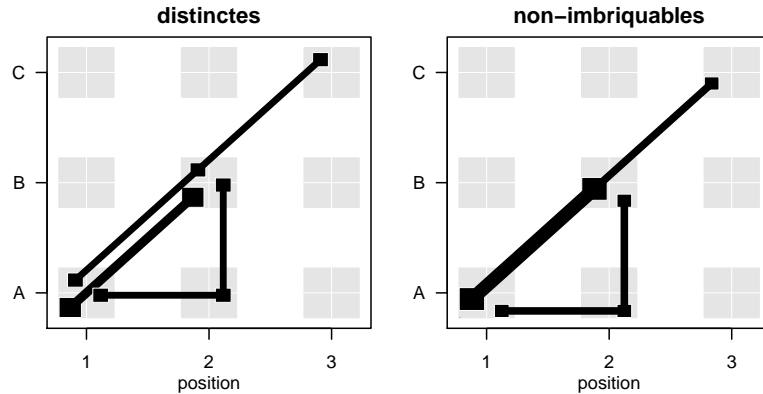 distinctes
C
B
A
1 2 3
position
non−imbriquables
C
B
A
1 2 3
position